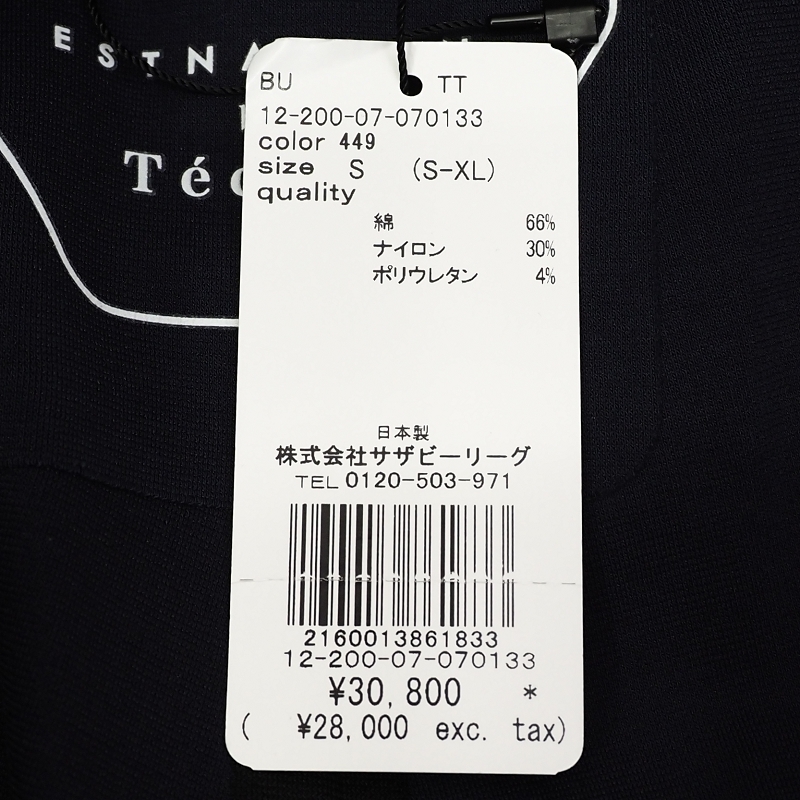 BU TT
12-200-07-070133
color 449
size S (S-XL)
quality
綿 66%
ナイロン 30%
ポリウレタン 4%
日本製
株式会社サザビーリーグ
TEL 0120-503-971
2160013861833
12-200-07-070133
¥30,800 *
( ¥28,000 exc. tax)